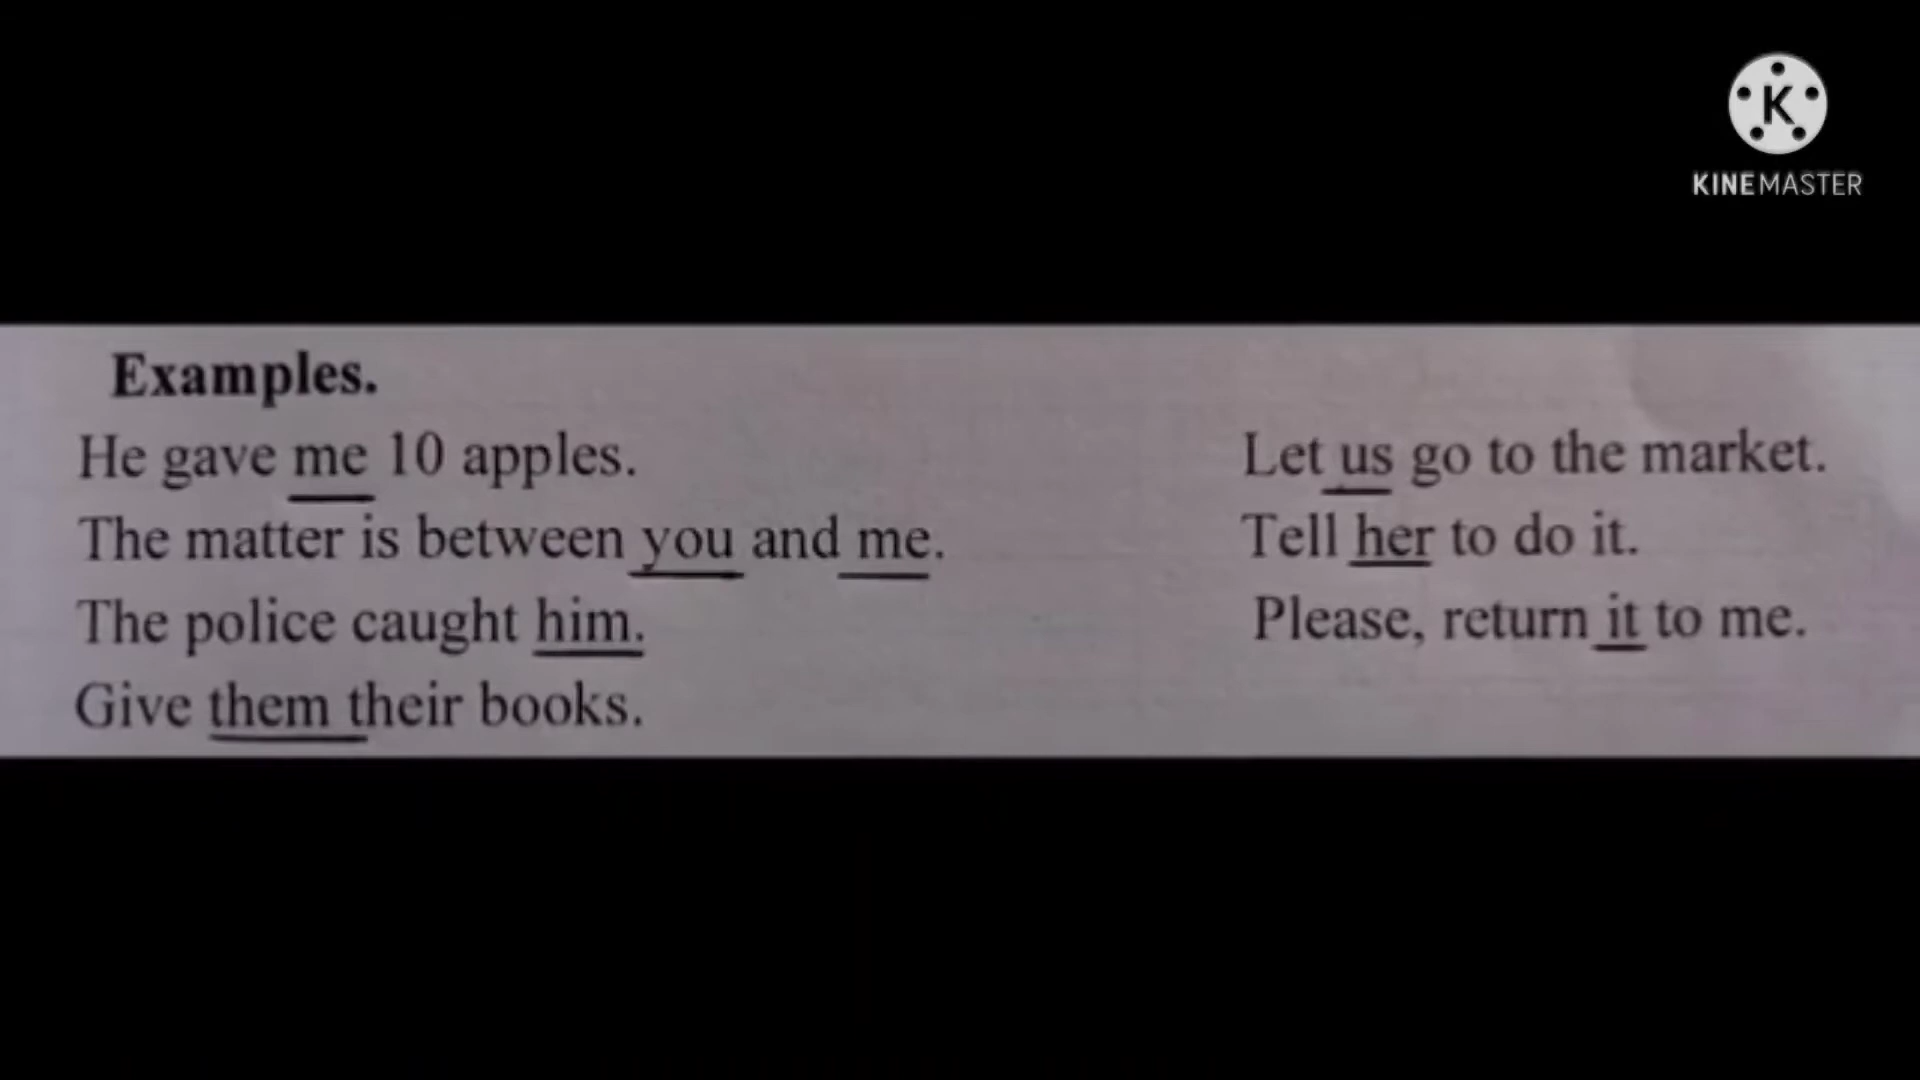 K
KINEMASTER
Examples.
He gave me 10 apples.
The matter is between you and me.
The police caught him.
Give them their books.
Let us go to the market.
Tell her to do it.
Please, return it to me.